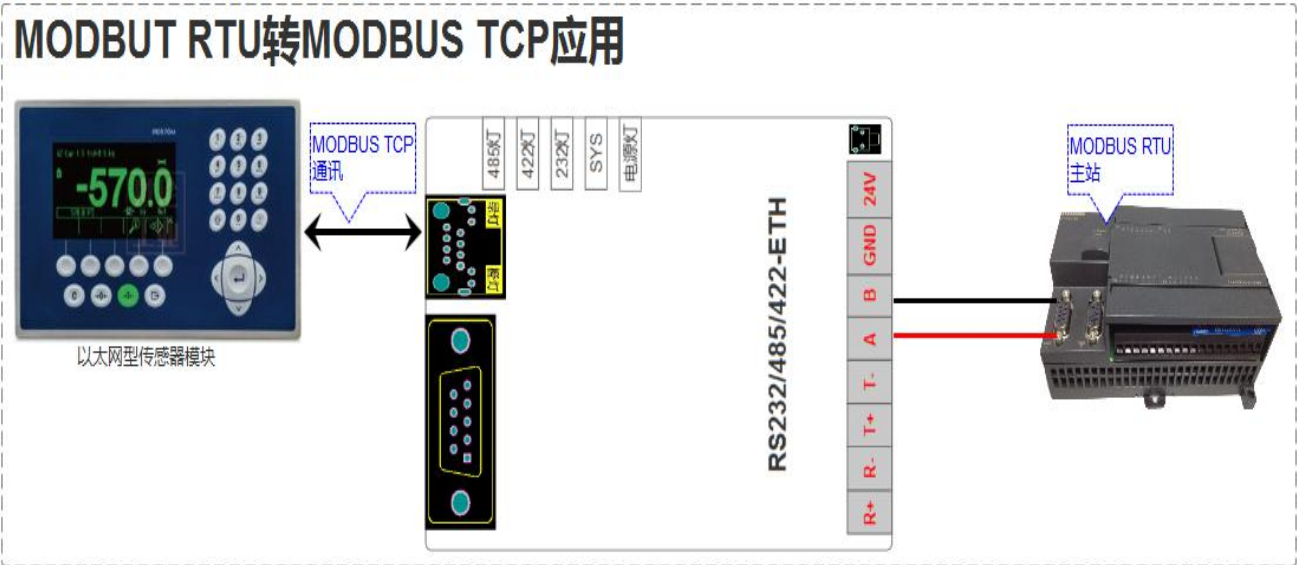 MODBUT RTU转MODBUS TCP应用
-570.0
以太网型传感器模块
MODBUS TCP
通讯
485灯
422灯
232灯
SYS
电源灯
RS232/485/422-ETH
24V
GND
B
A
T-
T+
R-
R+
MODBUS RTU
主站